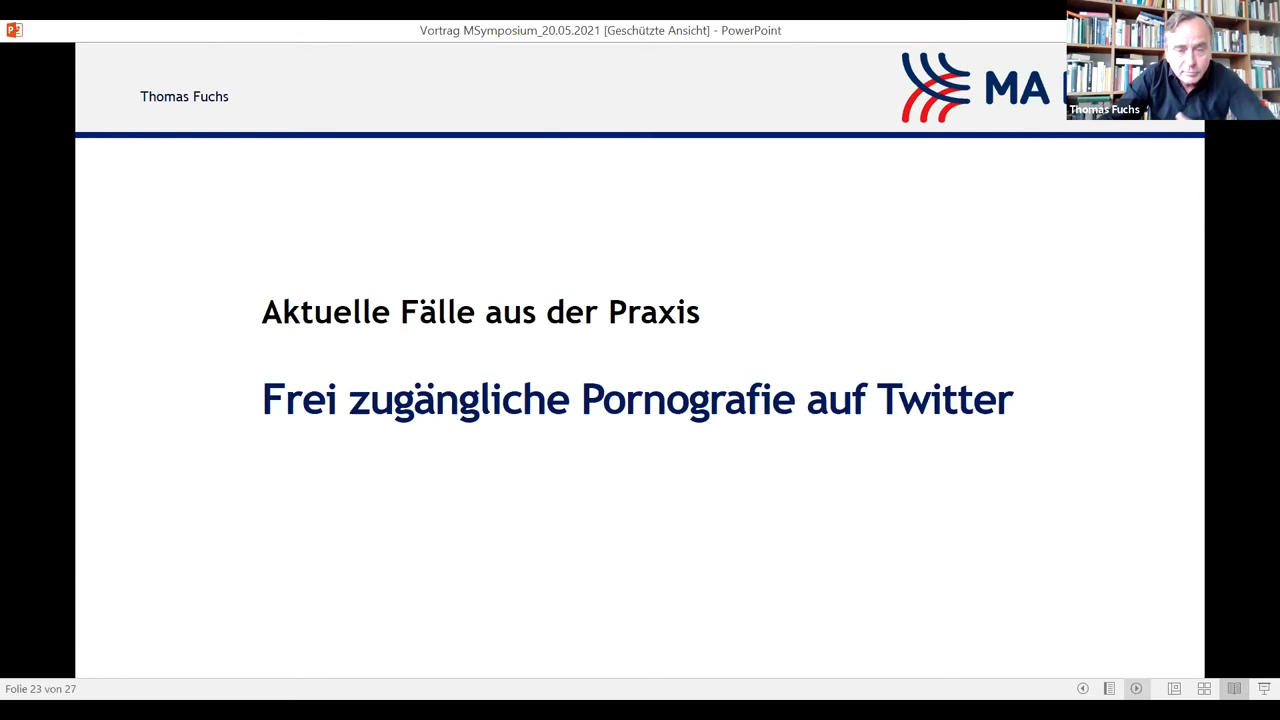 Vortrag MSymposium_20.05.2021 [Geschützte Ansicht] - PowerPoint
Thomas Fuchs
MA
Thomas Fuchs
Aktuelle Fälle aus der Praxis
Frei zugängliche Pornografie auf Twitter
Folie 23 von 27